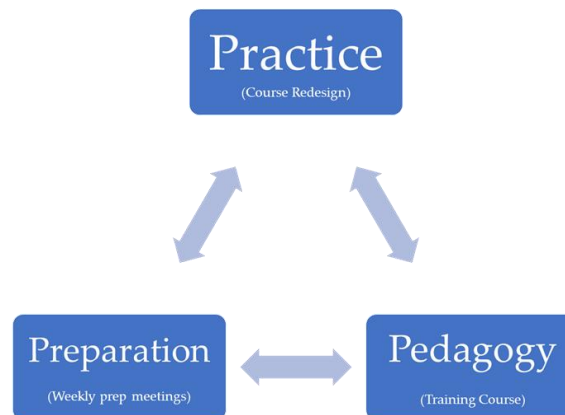 Practice
(Course Redesign)
Preparation
(Weekly prep meetings)
Pedagogy
(Training Course)